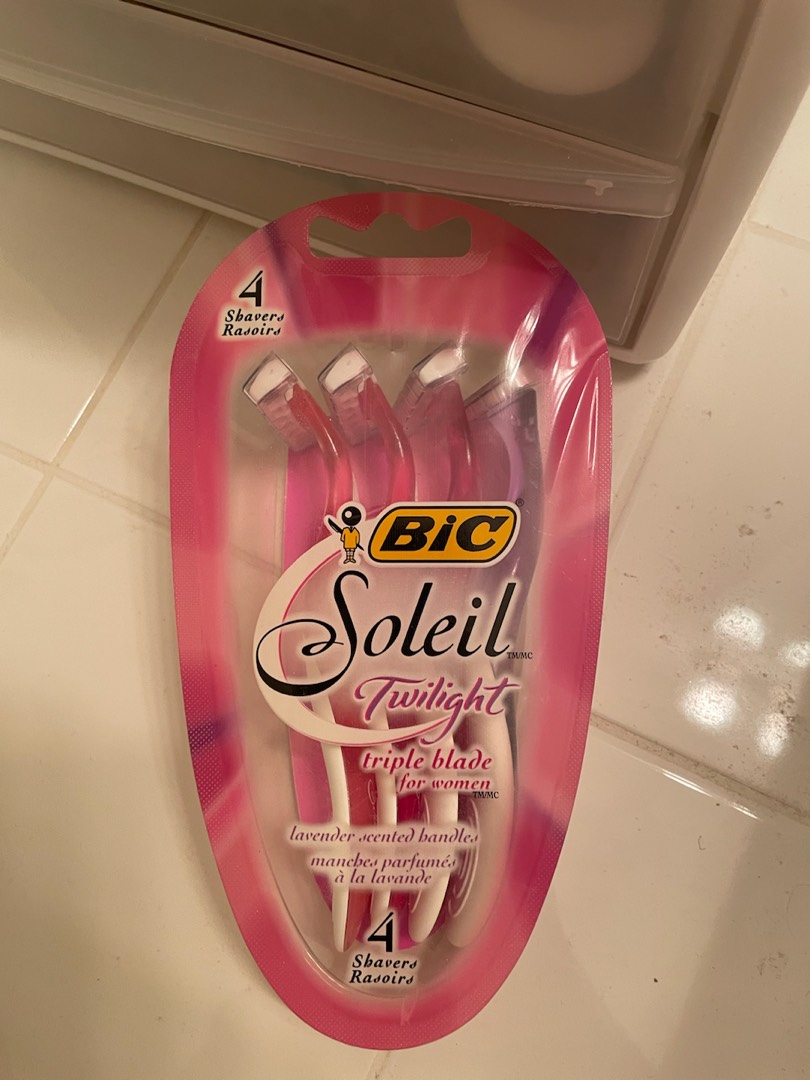 4
Shavers
Rasoirs
BiC®
Soleil TM/MC
Twilight
triple blade
for women TM/MC
lavender scented handles
manches parfumés
à la lavande
4
Shavers
Rasoirs